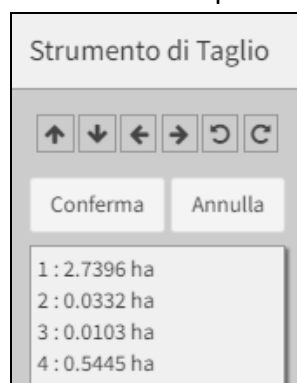 Strumento di Taglio
Conferma Annulla
1 : 2.7396 ha
2 : 0.0332 ha
3 : 0.0103 ha
4 : 0.5445 ha